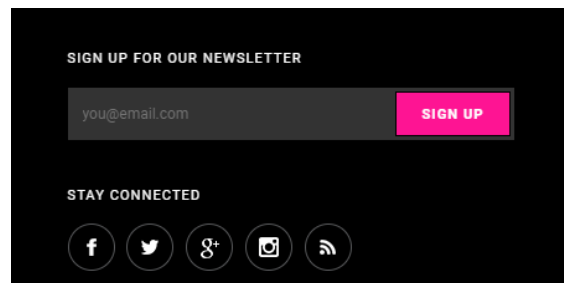 SIGN UP FOR OUR NEWSLETTER
you@email.com
SIGN UP
STAY CONNECTED
f g+